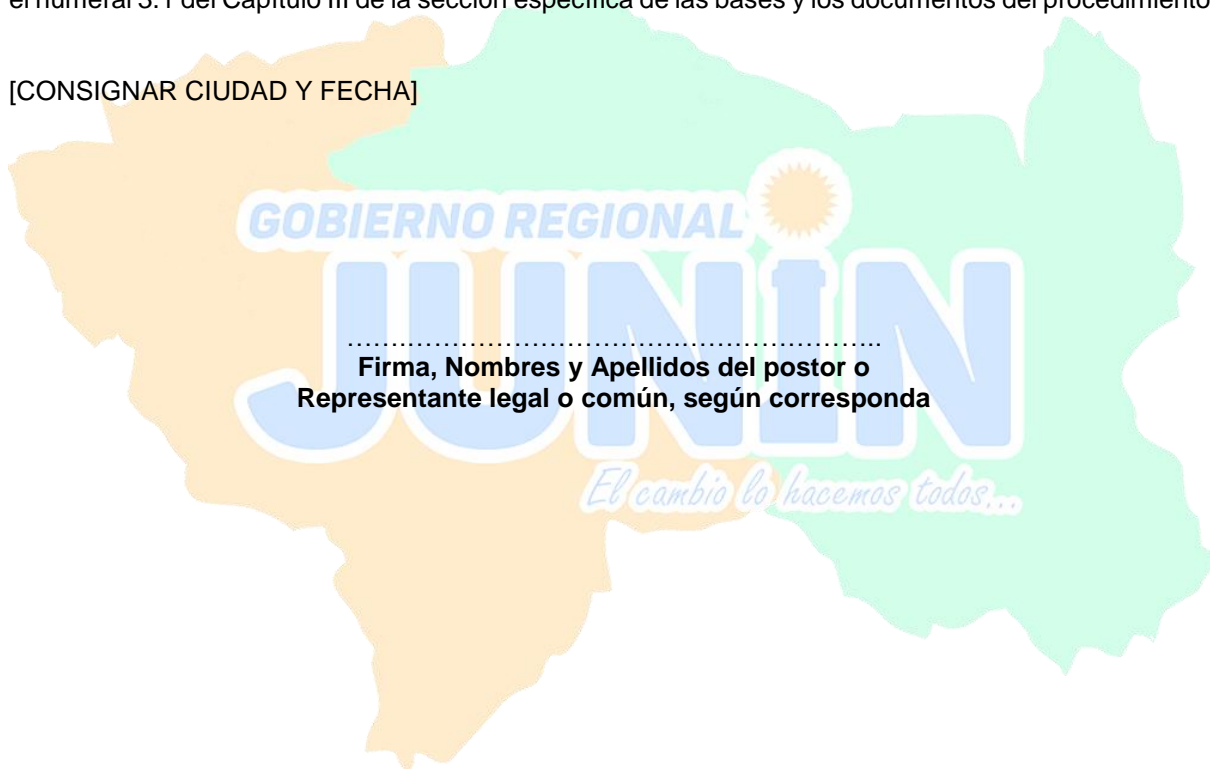 el numeral 3.1 del Capítulo III de la sección específica de las bases y los documentos del procedimiento
[CONSIGNAR CIUDAD Y FECHA]
GOBIERNO REGIONAL
JUNÍN
……………………………………………………..
Firma, Nombres y Apellidos del postor o
Representante legal o común, según corresponda
El cambio lo hacemos todos...